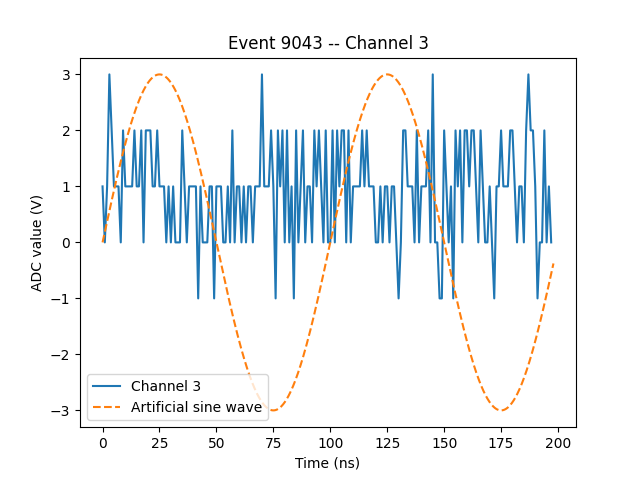 Event 9043 -- Channel 3
ADC value (V)
3
2
1
0
−1
−2
−3
Channel 3
Artificial sine wave
0 25 50 75 100 125 150 175 200
Time (ns)